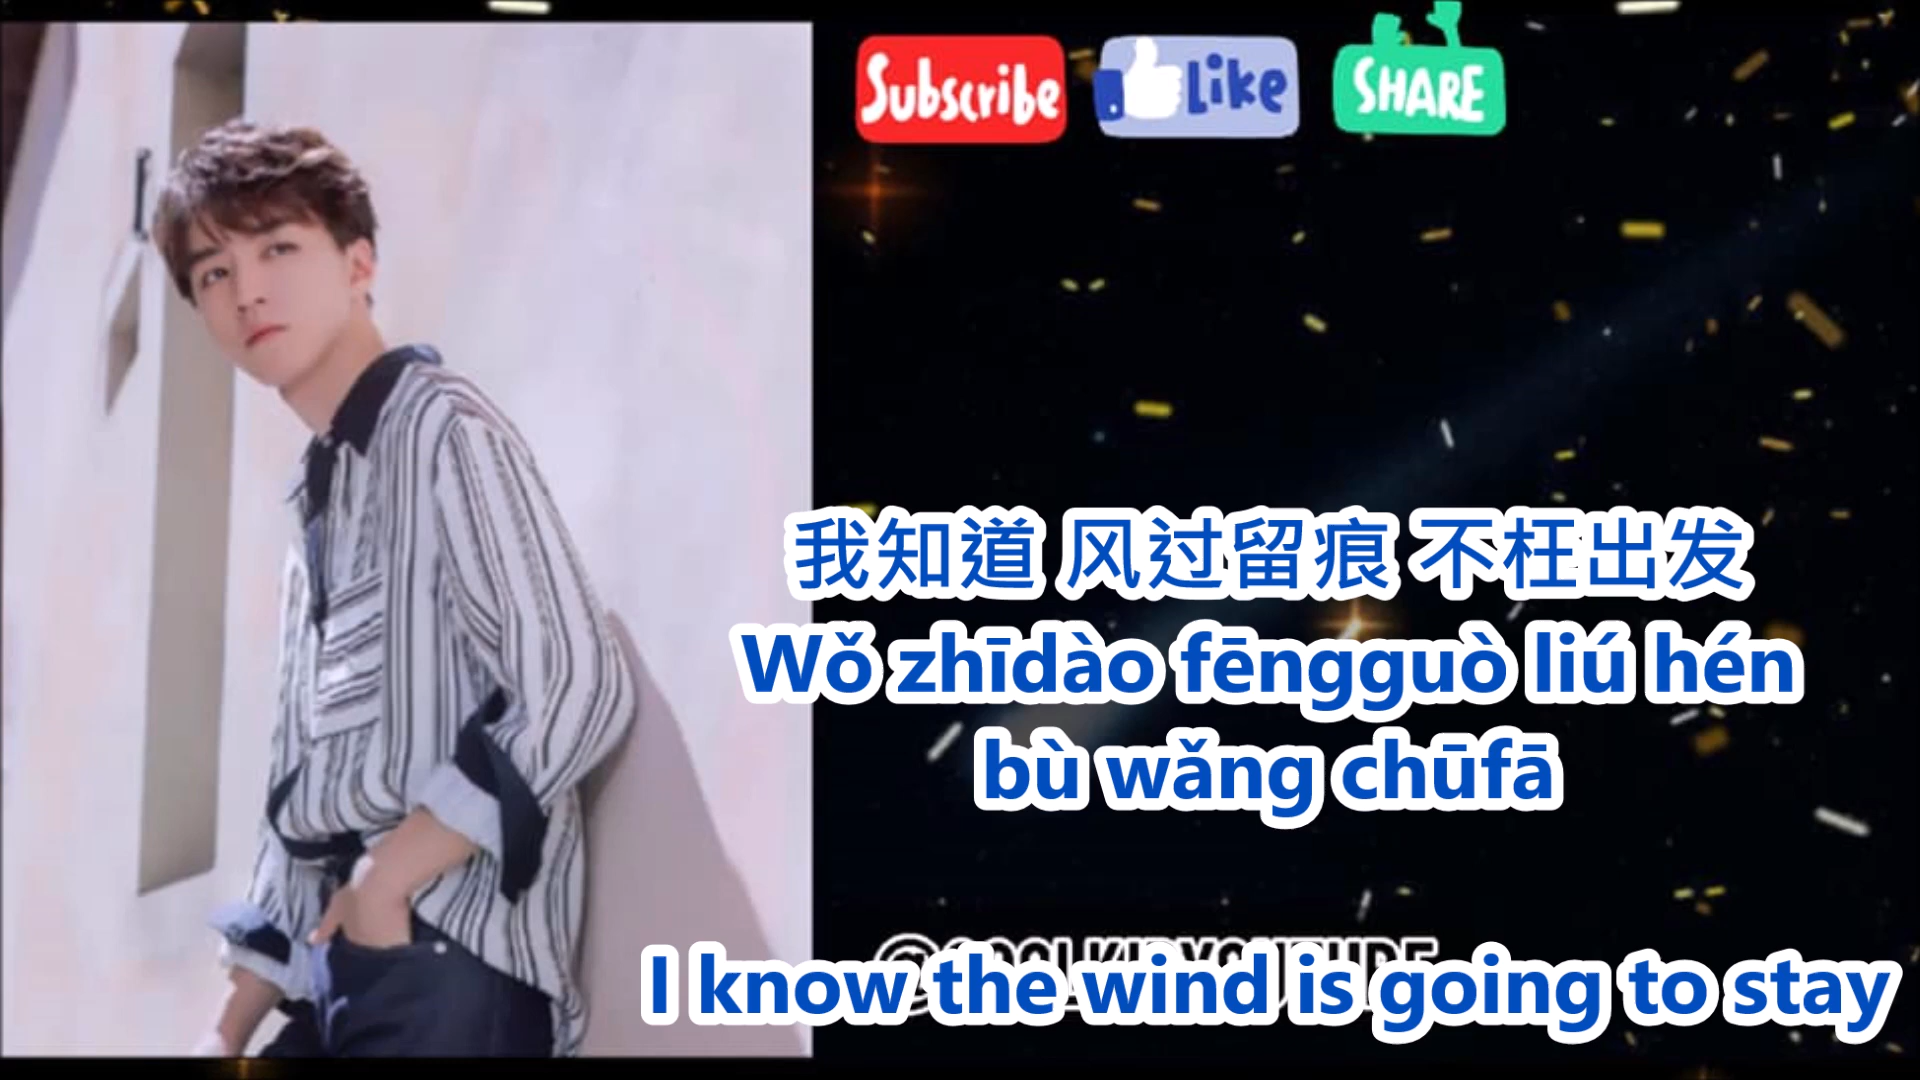 Subscribe
Like
SHARE
我知道 风过留痕 不枉出发
Wǒ zhīdào fēngguò liú hén
bù wǎng chūfā
I know the wind is going to stay